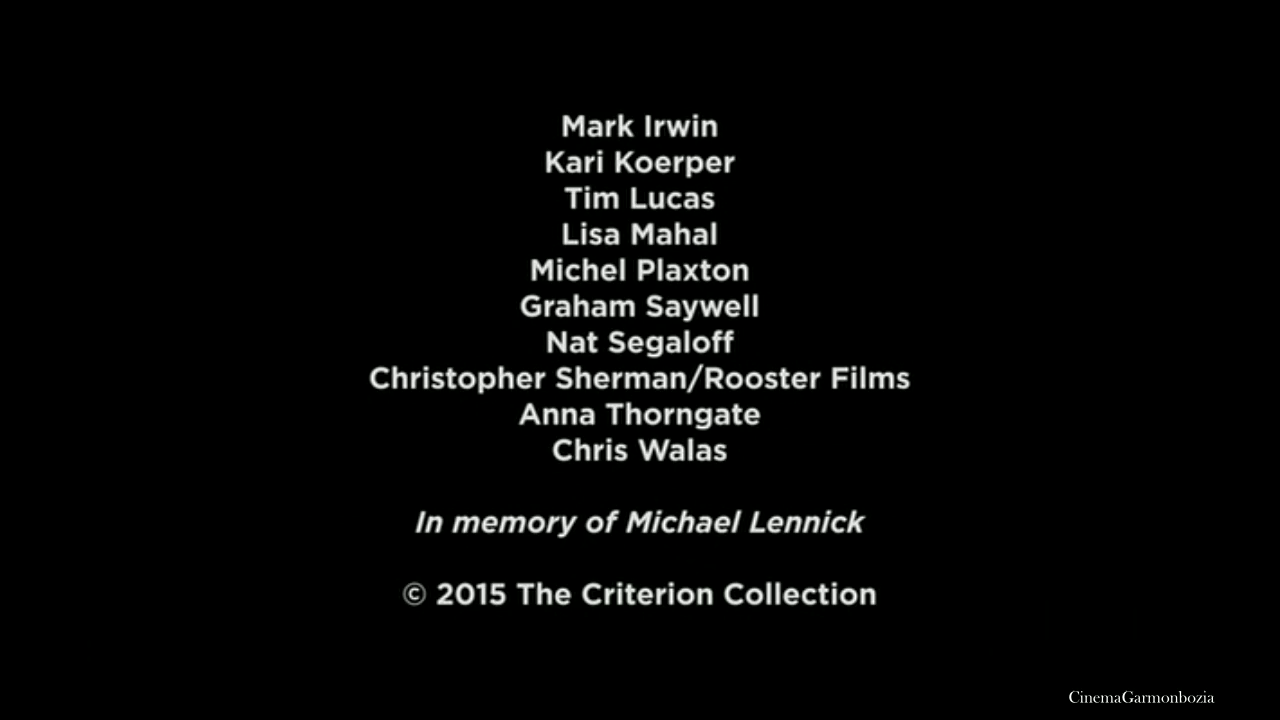 Mark Irwin
Kari Koerper
Tim Lucas
Lisa Mahal
Michel Plaxton
Graham Saywell
Nat Segaloff
Christopher Sherman/Rooster Films
Anna Thorngate
Chris Walas
In memory of Michael Lennick
© 2015 The Criterion Collection
CinemaGarmonbozia